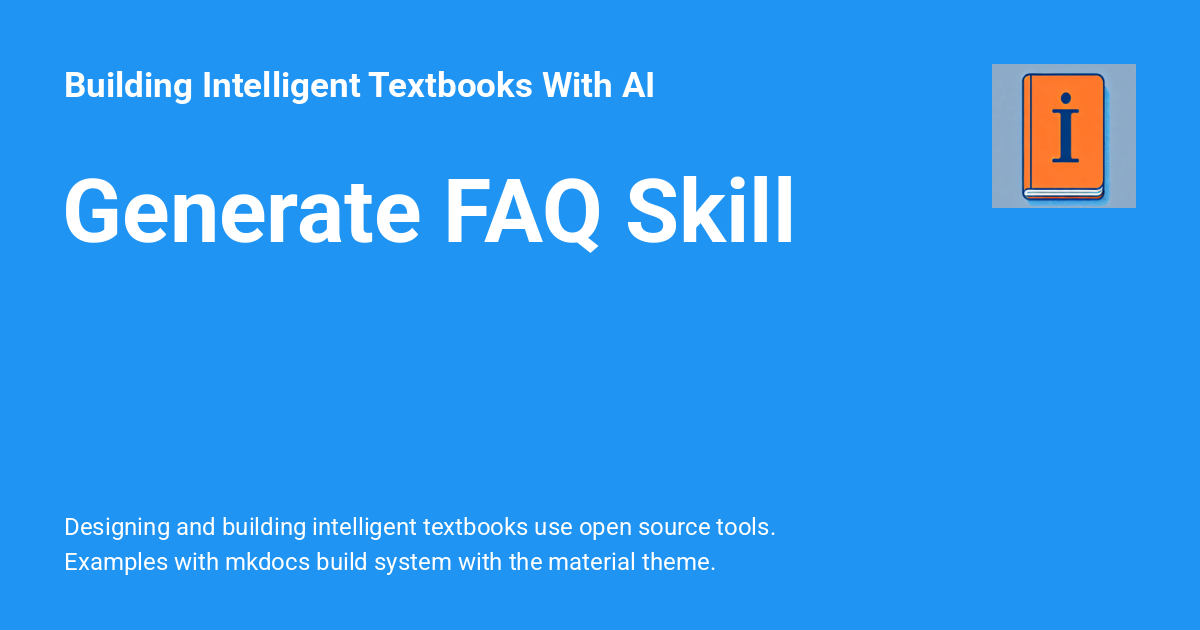 Building Intelligent Textbooks With AI
i
Generate FAQ Skill
Designing and building intelligent textbooks use open source tools.
Examples with mkdocs build system with the material theme.